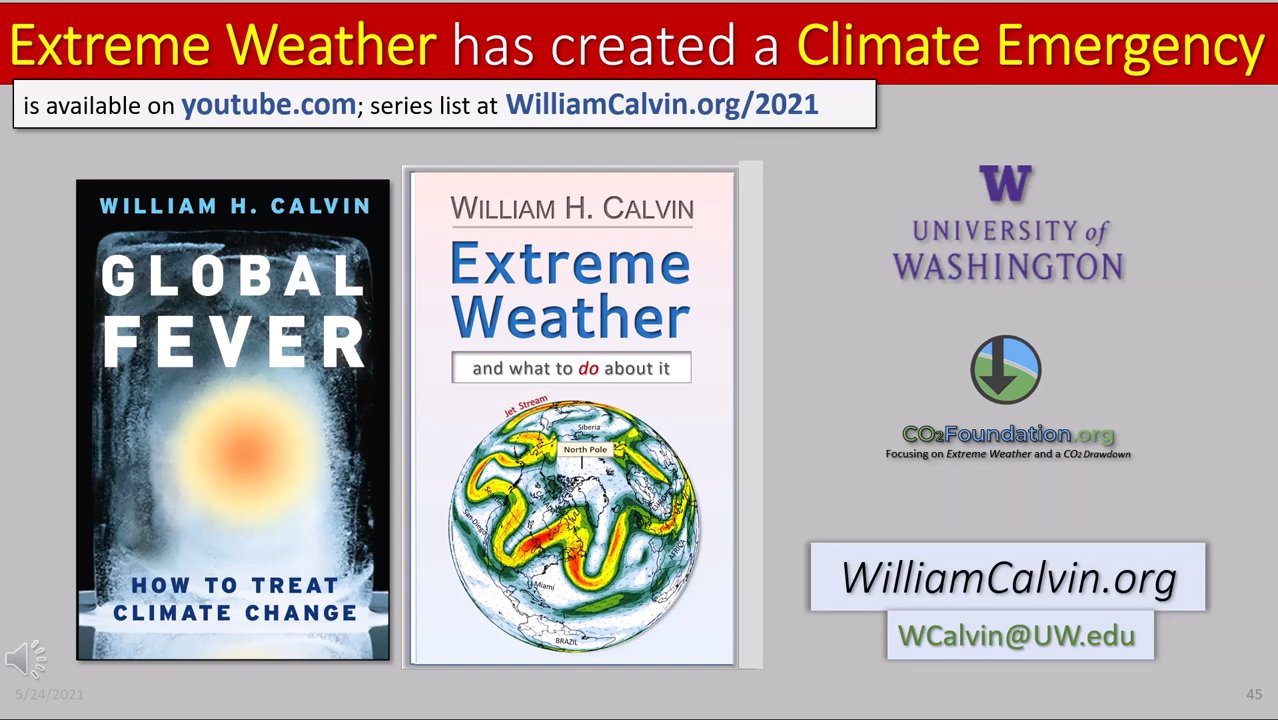 Extreme Weather has created a Climate Emergency
is available on youtube.com; series list at WilliamCalvin.org/2021
WILLIAM H. CALVIN
GLOBAL
FEVER
HOW TO TREAT
CLIMATE CHANGE
WILLIAM H. CALVIN
Extreme
Weather
and what to do about it
Jet Stream
Siberia
North Pole
Miami
BRAZIL
W
UNIVERSITY of
WASHINGTON
CO₂Foundation.org
Focusing on Extreme Weather and a CO₂ Drawdown
WilliamCalvin.org
WCalvin@UW.edu
5/24/2021
45